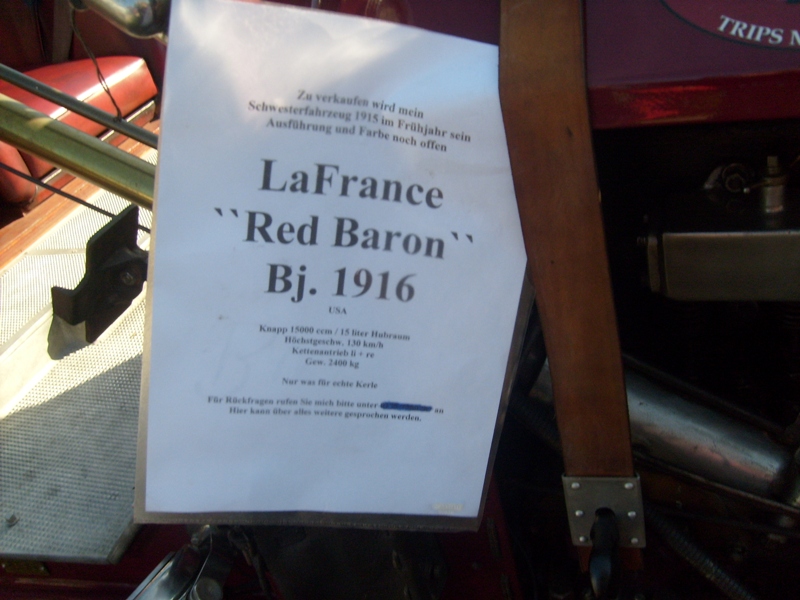 TRIPS N
Zu verkaufen wird mein
Schwesterfahrzeug 1915 im Frühjahr sein
Ausführung und Farbe noch offen
LaFrance
``Red Baron``
Bj. 1916
USA
Knapp 15000 ccm / 15 liter Hubraum
Höchstgeschw. 130 km/h
Kettenantrieb li + re
Gew. 2400 kg
Nur was für echte Kerle
Für Rückfragen rufen Sie mich bitte unter an
Hier kann über alles weitere gesprochen werden.